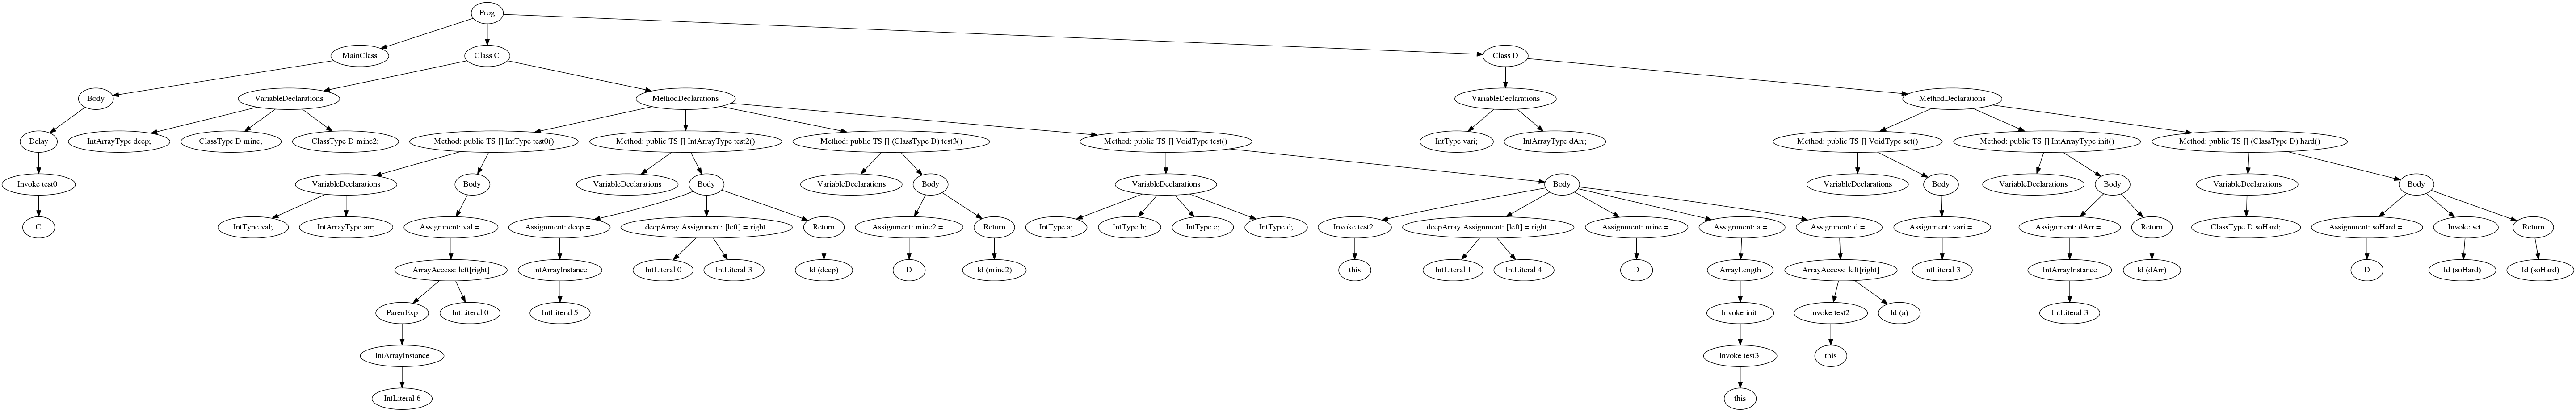 Prog
MainClass
Class C
Class D
Body
VariableDeclarations
MethodDeclarations
VariableDeclarations
MethodDeclarations
Delay
IntArrayType deep;
ClassType D mine;
ClassType D mine2;
Method: public TS [] IntType test0()
Method: public TS [] IntArrayType test2()
Method: public TS [] (ClassType D) test3()
Method: public TS [] VoidType test()
IntType vari;
IntArrayType dArr;
Method: public TS [] VoidType set()
Method: public TS [] IntArrayType init()
Method: public TS [] (ClassType D) hard()
Invoke test0
VariableDeclarations
Body
VariableDeclarations
Body
VariableDeclarations
Body
VariableDeclarations
Body
VariableDeclarations
Body
VariableDeclarations
Body
VariableDeclarations
Body
C
IntType val;
IntArrayType arr;
Assignment: val =
Assignment: deep =
deepArray Assignment: [left] = right
Return
Assignment: mine2 =
Return
IntType a;
IntType b;
IntType c;
IntType d;
Invoke test2
deepArray Assignment: [left] = right
Assignment: mine =
Assignment: a =
Assignment: d =
Assignment: vari =
Assignment: dArr =
Return
ClassType D soHard;
Assignment: soHard =
Invoke set
Return
ArrayAccess: left[right]
IntArrayInstance
IntLiteral 0
IntLiteral 3
Id (deep)
D
Id (mine2)
this
IntLiteral 1
IntLiteral 4
D
ArrayLength
ArrayAccess: left[right]
IntLiteral 3
IntArrayInstance
Id (dArr)
D
Id (soHard)
Id (soHard)
ParenExp
IntLiteral 0
IntLiteral 5
Invoke init
Invoke test2
Id (a)
IntLiteral 3
IntArrayInstance
Invoke test3
this
IntLiteral 6
this